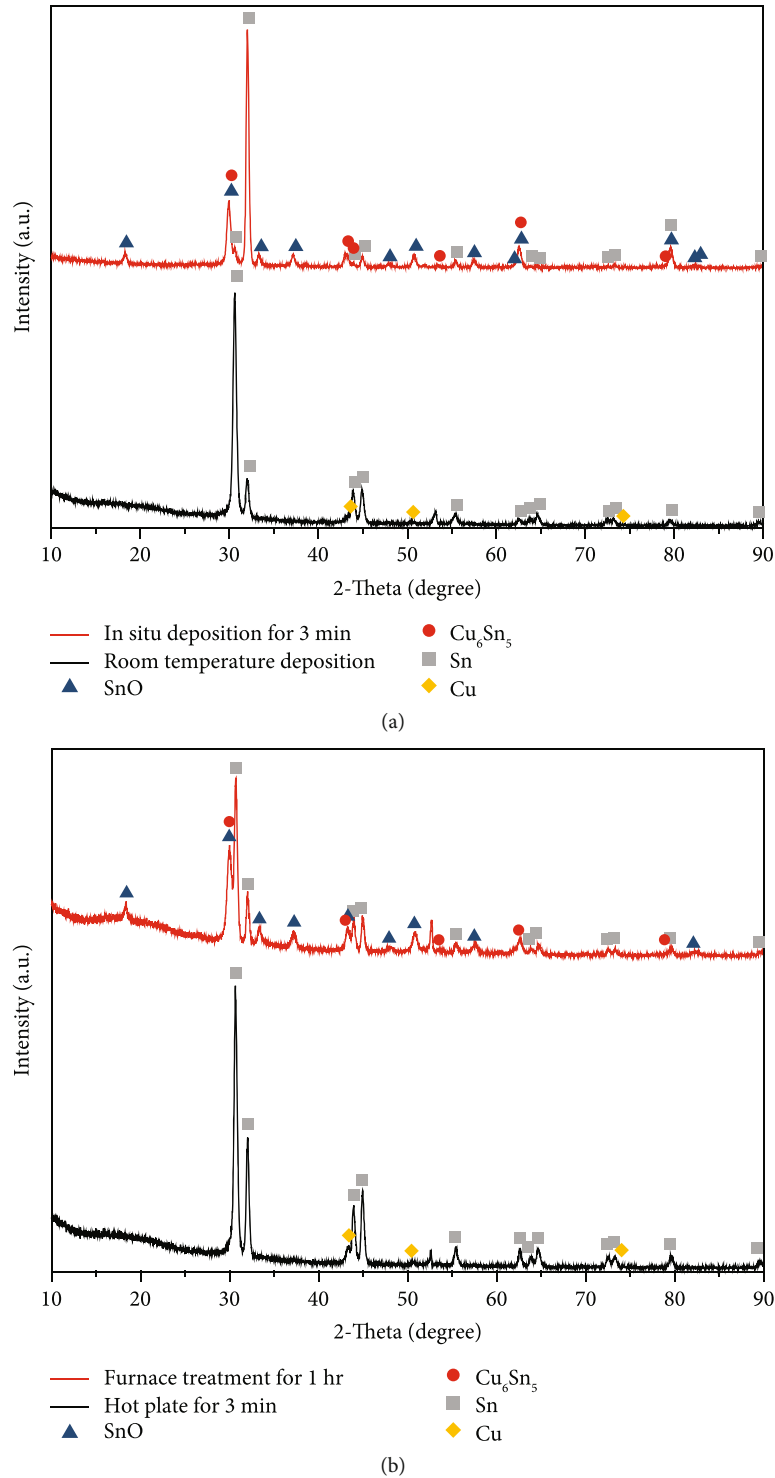 Intensity (a.u.)
10 20 30 40 50 60 70 80 90
2-Theta (degree)
In situ deposition for 3 min
Room temperature deposition
SnO
Cu6Sn5
Sn
Cu
(a)
Intensity (a.u.)
10 20 30 40 50 60 70 80 90
2-Theta (degree)
Furnace treatment for 1 hr
Hot plate for 3 min
SnO
Cu6Sn5
Sn
Cu
(b)